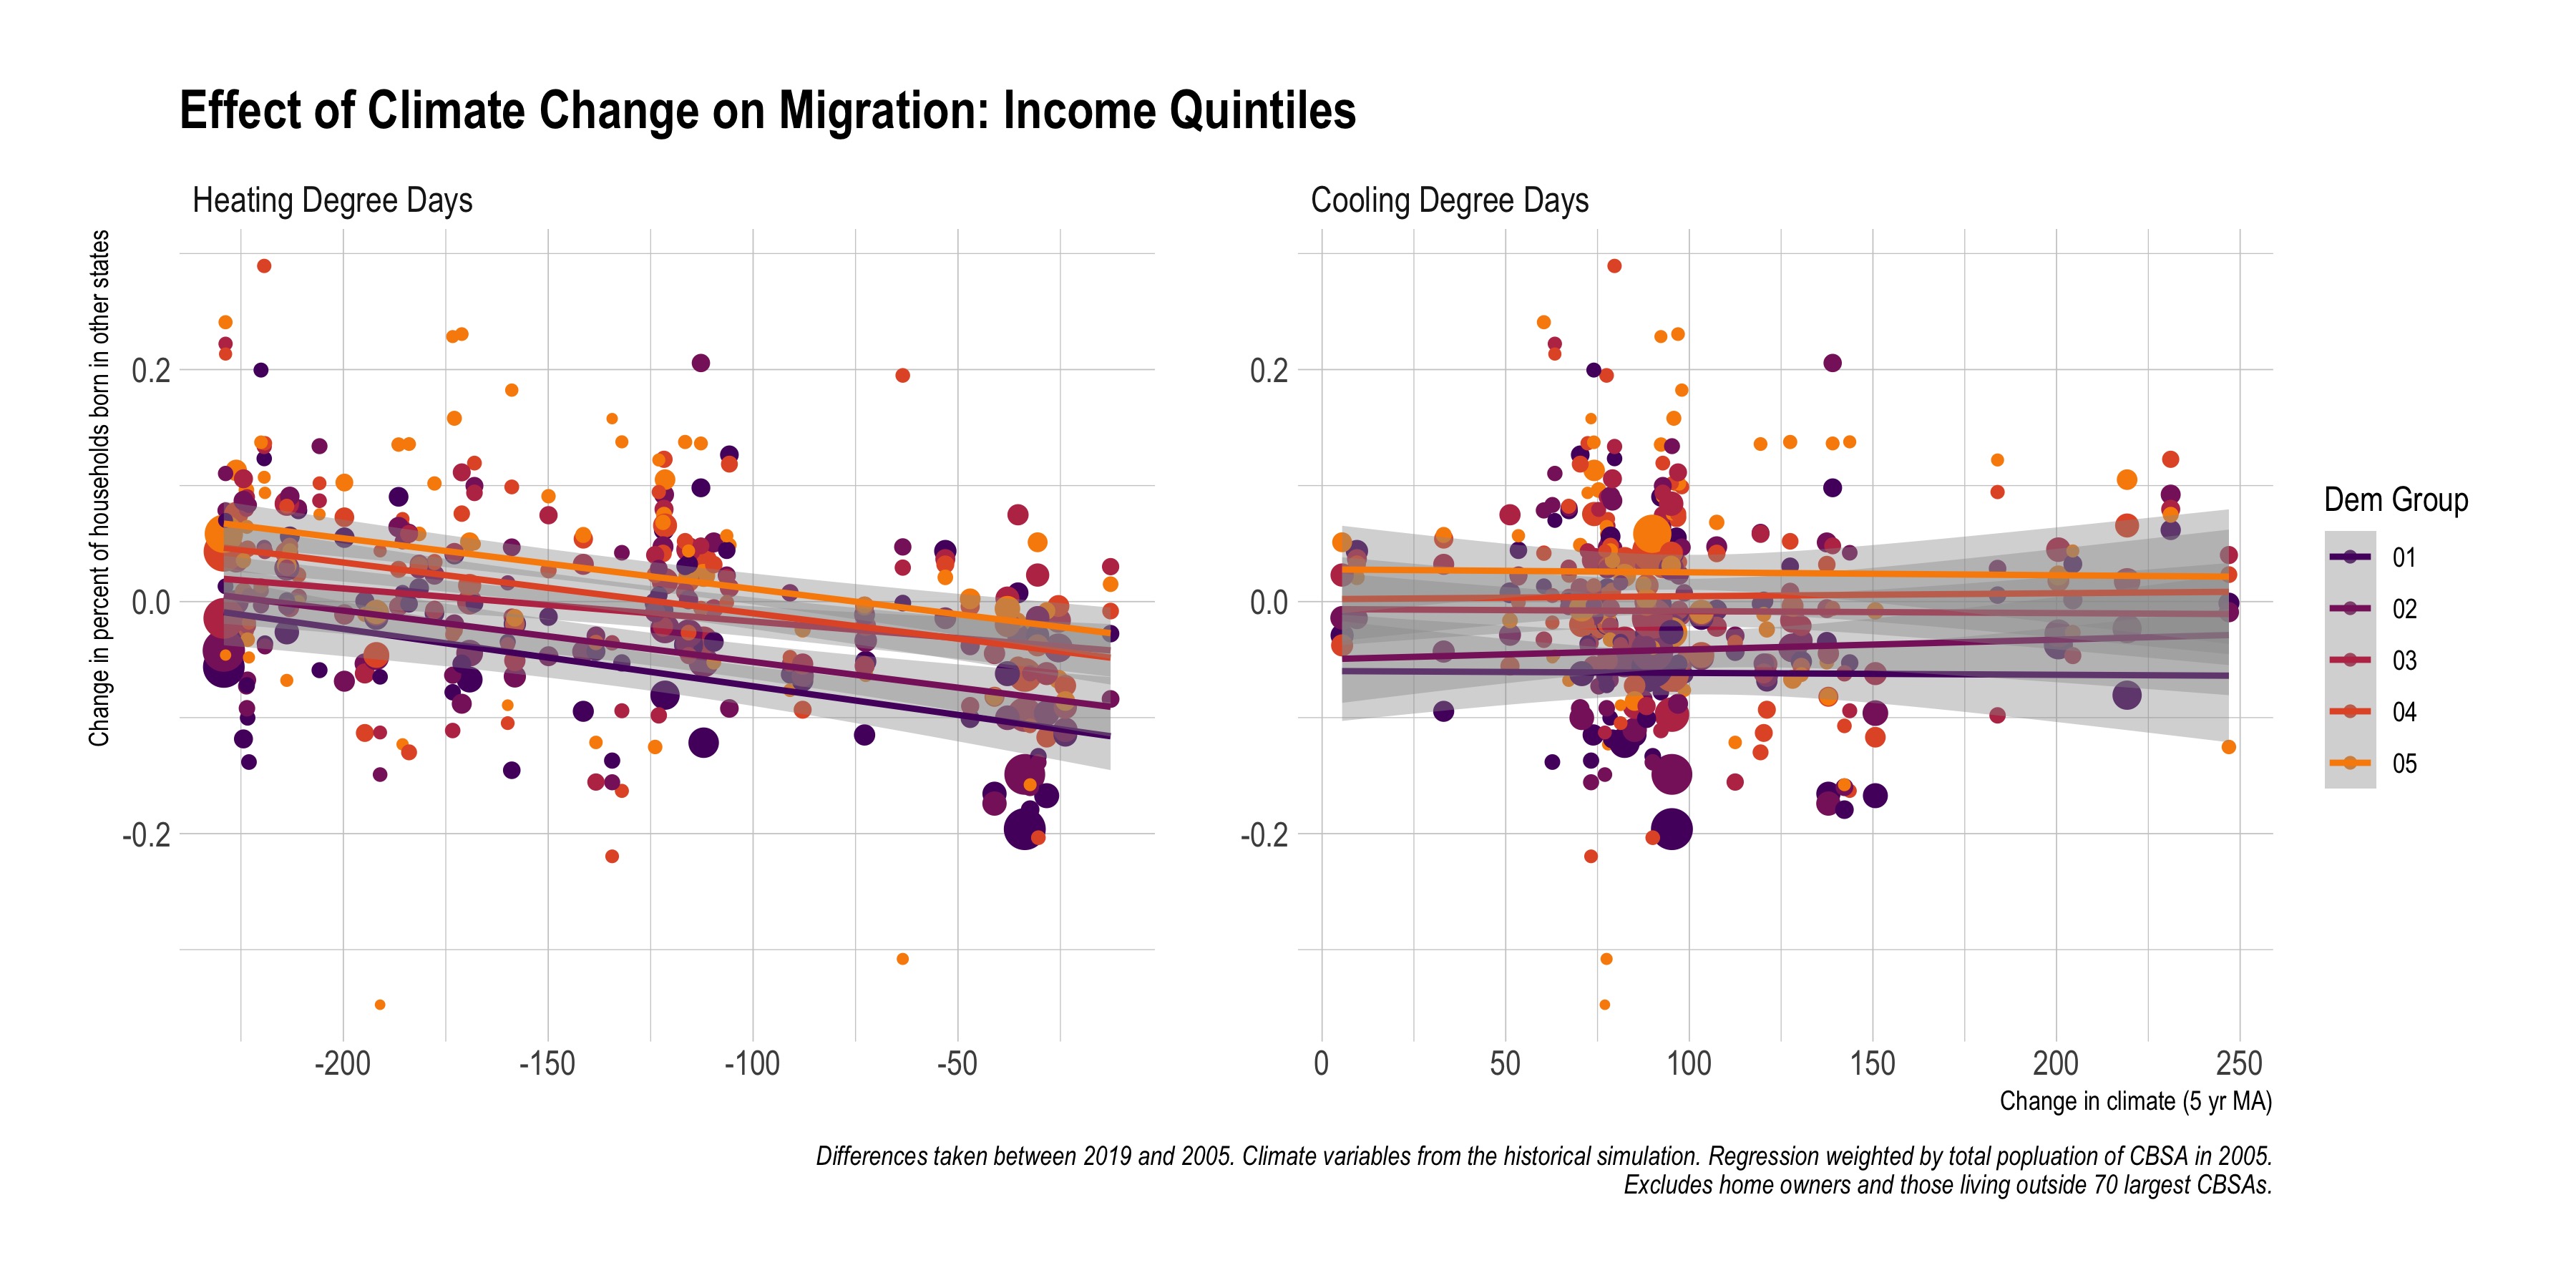 Effect of Climate Change on Migration: Income Quintiles
Heating Degree Days
Cooling Degree Days
Change in percent of households born in other states
0.2
0.0
-0.2
0.2
0.0
-0.2
-200
-150
-100
-50
0
50
100
150
200
250
Change in climate (5 yr MA)
Dem Group
01
02
03
04
05
Differences taken between 2019 and 2005. Climate variables from the historical simulation. Regression weighted by total popluation of CBSA in 2005.
Excludes home owners and those living outside 70 largest CBSAs.